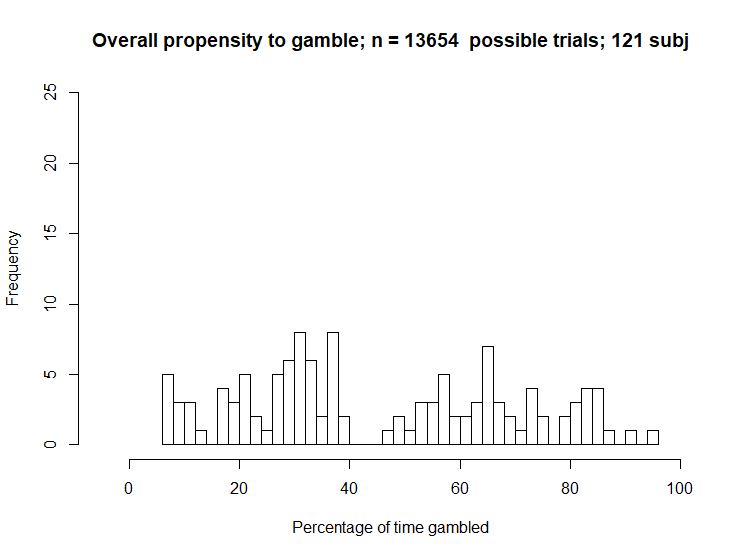 Overall propensity to gamble; n = 13654  possible trials; 121 subj
25
20
15
10
5
0
Frequency
0 20 40 60 80 100
Percentage of time gambled